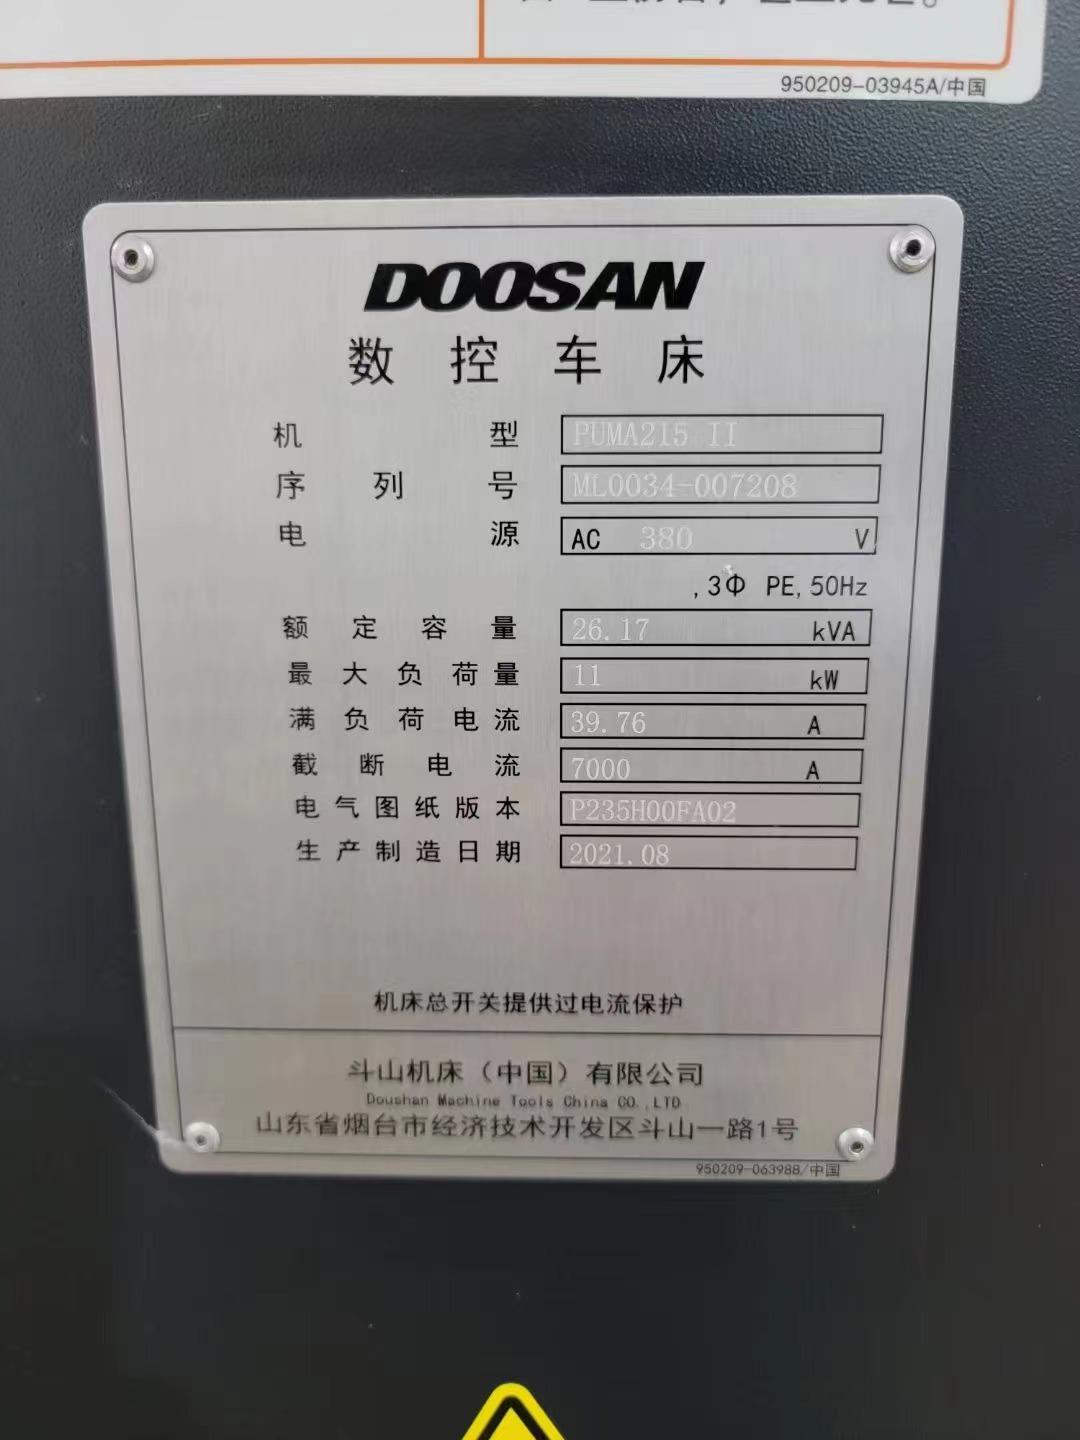 950209-03945A/中国
DOOSAN
数控车床
机型 PUMA215 II
序列号 ML0034-007208
电源 AC 380 V
,3Φ PE,50Hz
额定容量 26.17 kVA
最大负荷量 11 kW
满负荷电流 39.76 A
截断电流 7000 A
电气图纸版本 P235H00FA02
生产制造日期 2021.08
机床总开关提供过电流保护
斗山机床（中国）有限公司
Doushan Machine Tools China CO.,LTD
山东省烟台市经济技术开发区斗山一路1号
950209-06398B/中国